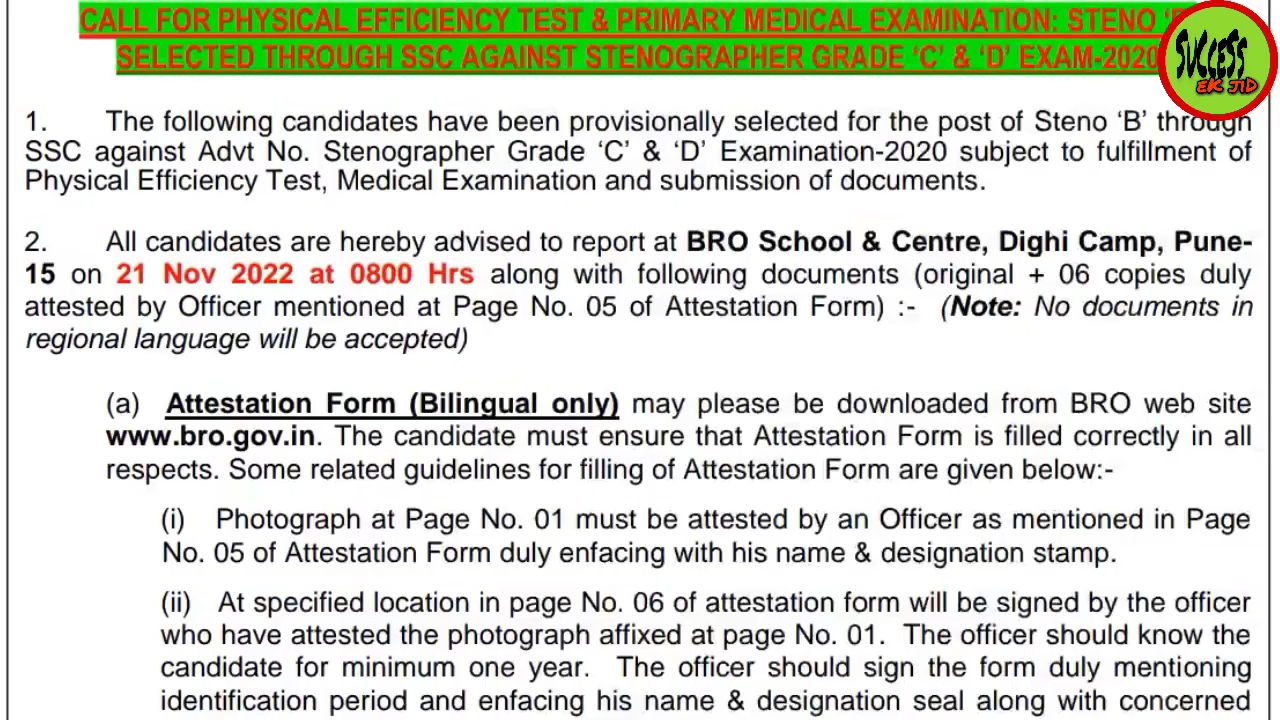 CALL FOR PHYSICAL EFFICIENCY TEST & PRIMARY MEDICAL EXAMINATION: STENO
SELECTED THROUGH SSC AGAINST STENOGRAPHER GRADE ‘C’ & ‘D’ EXAM-2020
SUCCESS
EK JID
1. The following candidates have been provisionally selected for the post of Steno ‘B’ through
SSC against Advt No. Stenographer Grade ‘C’ & ‘D’ Examination-2020 subject to fulfillment of
Physical Efficiency Test, Medical Examination and submission of documents.
2. All candidates are hereby advised to report at BRO School & Centre, Dighi Camp, Pune-
15 on 21 Nov 2022 at 0800 Hrs along with following documents (original + 06 copies duly
attested by Officer mentioned at Page No. 05 of Attestation Form) :- (Note: No documents in
regional language will be accepted)
(a) Attestation Form (Bilingual only) may please be downloaded from BRO web site
www.bro.gov.in. The candidate must ensure that Attestation Form is filled correctly in all
respects. Some related guidelines for filling of Attestation Form are given below:-
(i) Photograph at Page No. 01 must be attested by an Officer as mentioned in Page
No. 05 of Attestation Form duly enfacing with his name & designation stamp.
(ii) At specified location in page No. 06 of attestation form will be signed by the officer
who have attested the photograph affixed at page No. 01. The officer should know the
candidate for minimum one year. The officer should sign the form duly mentioning
identification period and enfacing his name & designation seal along with concerned